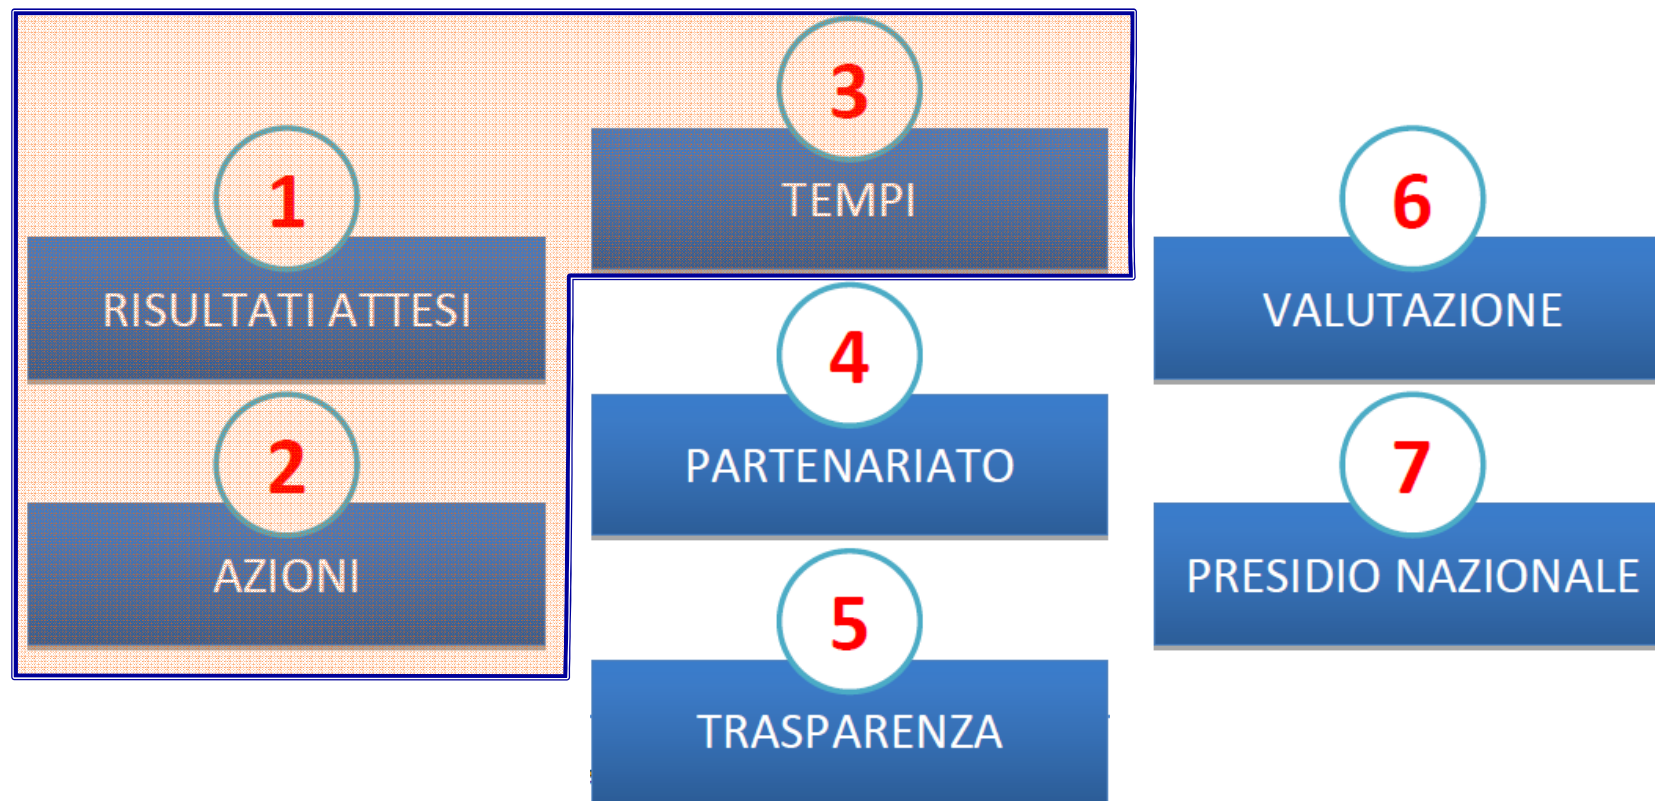 1
RISULTATI ATTESI
2
AZIONI
3
TEMPI
4
PARTENARIATO
5
TRASPARENZA
6
VALUTAZIONE
7
PRESIDIO NAZIONALE